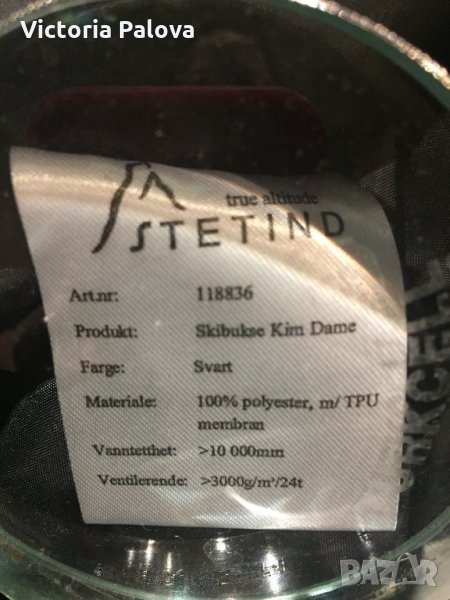 Victoria Palova
true altitude
STETIND
Art.nr: 118836
Produkt: Skibukse Kim Dame
Farge: Svart
Materiale: 100% polyester, m/ TPU
membran
Vanntetthet: >10 000mm
Ventilerende: >3000g/m²/24t
BAZAR